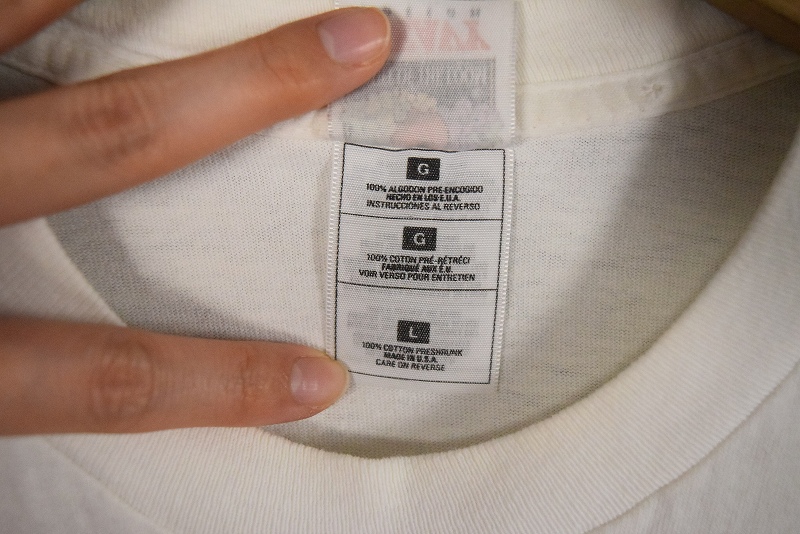 G
100% ALGODON PRE-ENCOGIDO
HECHO EN LOS E.U.A.
INSTRUCCIONES AL REVERSO
G
100% COTON PRÉ-RÉTRÉCI
FABRIQUÉ AUX É.U.
VOIR VERSO POUR ENTRETIEN
L
100% COTTON PRESHRUNK
MADE IN U.S.A.
CARE ON REVERSE